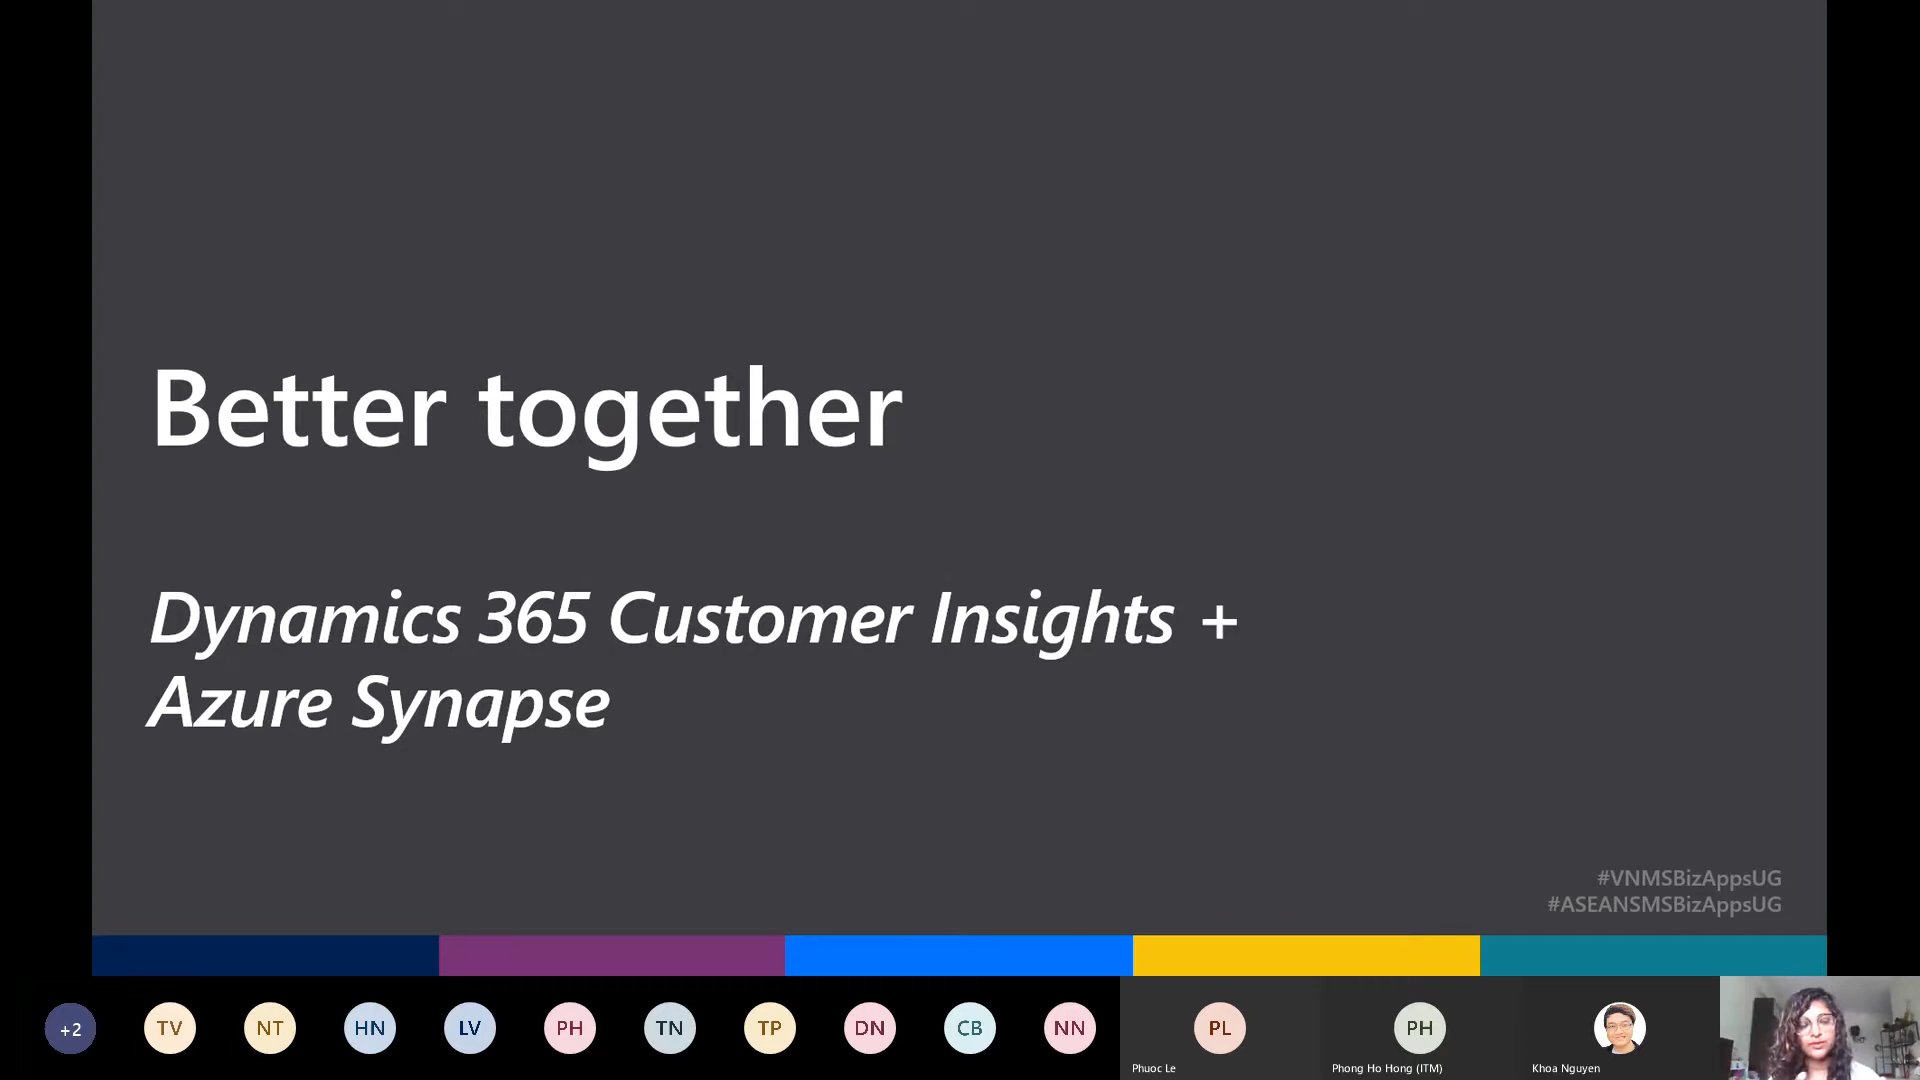 Better together
Dynamics 365 Customer Insights +
Azure Synapse
#VNMSBizAppsUG
#ASEANSMSBizAppsUG
+2
TV
NT
HN
LV
PH
TN
TP
DN
CB
NN
PL
PH
Phuoc Le
Phong Ho Hong (ITM)
Khoa Nguyen